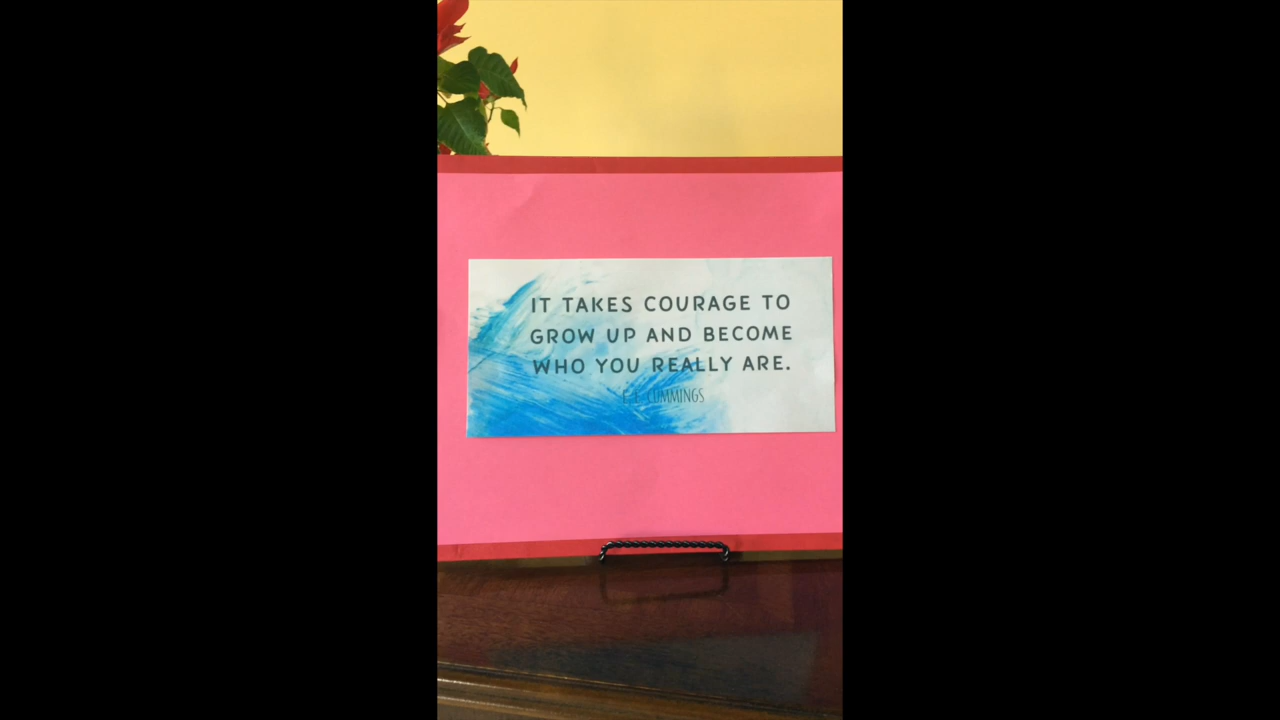 IT TAKES COURAGE TO
GROW UP AND BECOME
WHO YOU REALLY ARE.
E. E. CUMMINGS